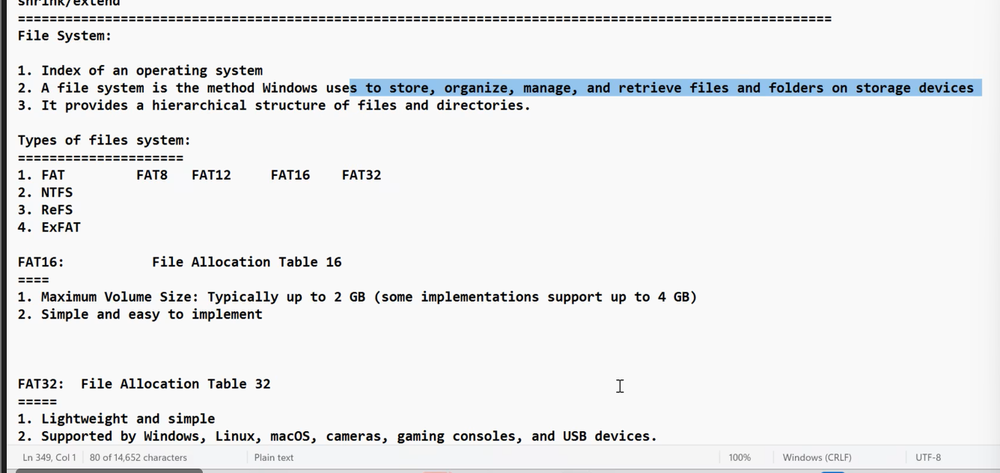 shrink/extend
=======================================================================================================
File System:
1. Index of an operating system
2. A file system is the method Windows uses to store, organize, manage, and retrieve files and folders on storage devices
3. It provides a hierarchical structure of files and directories.
Types of files system:
=====================
1. FAT         FAT8   FAT12     FAT16    FAT32
2. NTFS
3. ReFS
4. ExFAT
FAT16:           File Allocation Table 16
====
1. Maximum Volume Size: Typically up to 2 GB (some implementations support up to 4 GB)
2. Simple and easy to implement
FAT32:  File Allocation Table 32
=====
1. Lightweight and simple
2. Supported by Windows, Linux, macOS, cameras, gaming consoles, and USB devices.
Ln 349, Col 1 | 80 of 14,652 characters | Plain text | 100% | Windows (CRLF) | UTF-8